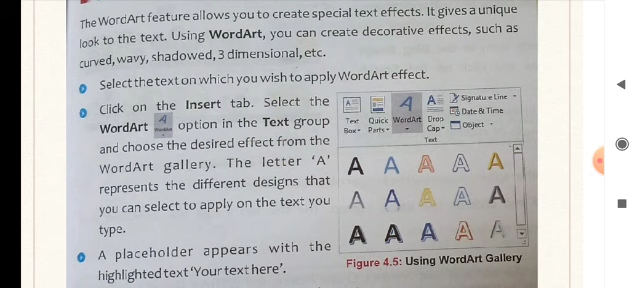 The WordArt feature allows you to create special text effects. It gives a unique
look to the text. Using WordArt, you can create decorative effects, such as
curved, wavy, shadowed, 3 dimensional, etc.
Select the text on which you wish to apply WordArt effect.
Click on the Insert tab. Select the
WordArt option in the Text group
and choose the desired effect from the
WordArt gallery. The letter ‘A’
represents the different designs that
you can select to apply on the text you
type.
A placeholder appears with the
highlighted text ‘Your text here’.
Text Box
Quick Parts
WordArt
Drop Cap
Signature Line
Date & Time
Object
Text
A A A A A
A A A A A
A A A A A
Figure 4.5: Using WordArt Gallery